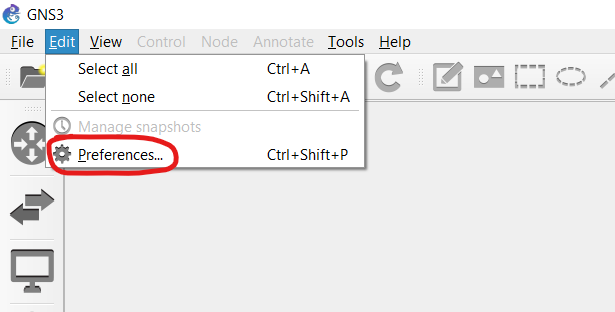 GNS3
File Edit View Control Node Annotate Tools Help
Select all Ctrl+A
Select none Ctrl+Shift+A
Manage snapshots
Preferences... Ctrl+Shift+P